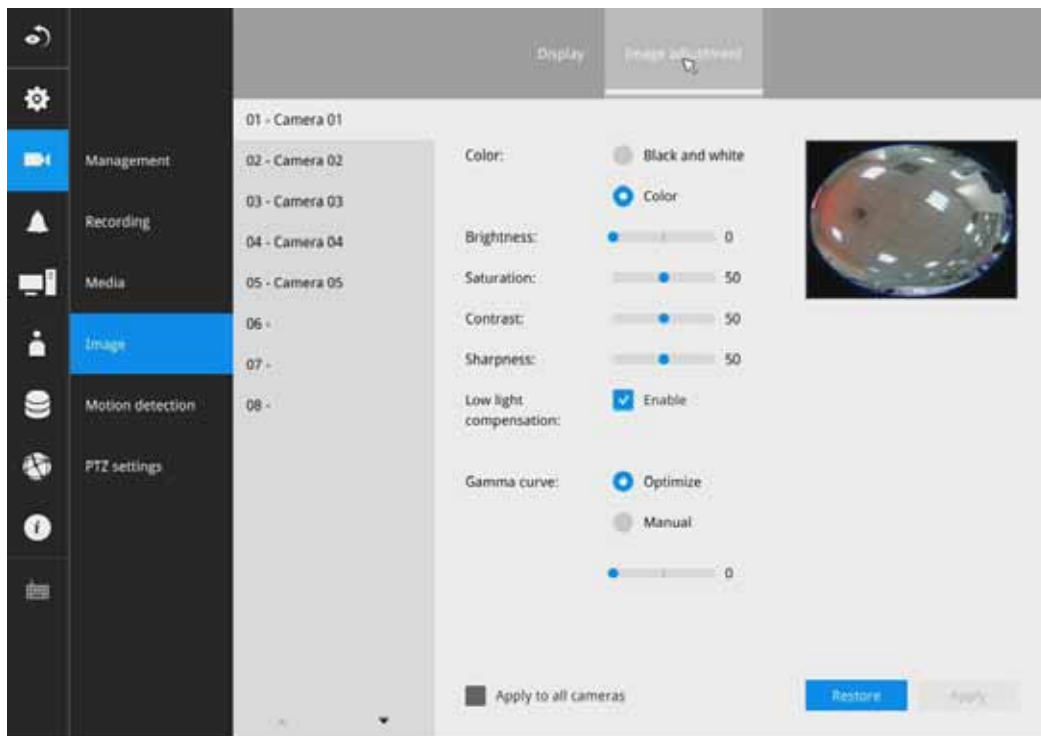 Display
Image adjustment
01 - Camera 01
02 - Camera 02
03 - Camera 03
04 - Camera 04
05 - Camera 05
06 -
07 -
08 -
Management
Recording
Media
Image
Motion detection
PTZ settings
Color:
Black and white
Color
Brightness:
0
Saturation:
50
Contrast:
50
Sharpness:
50
Low light
compensation:
Enable
Gamma curve:
Optimize
Manual
0
Apply to all cameras
Restore
Apply